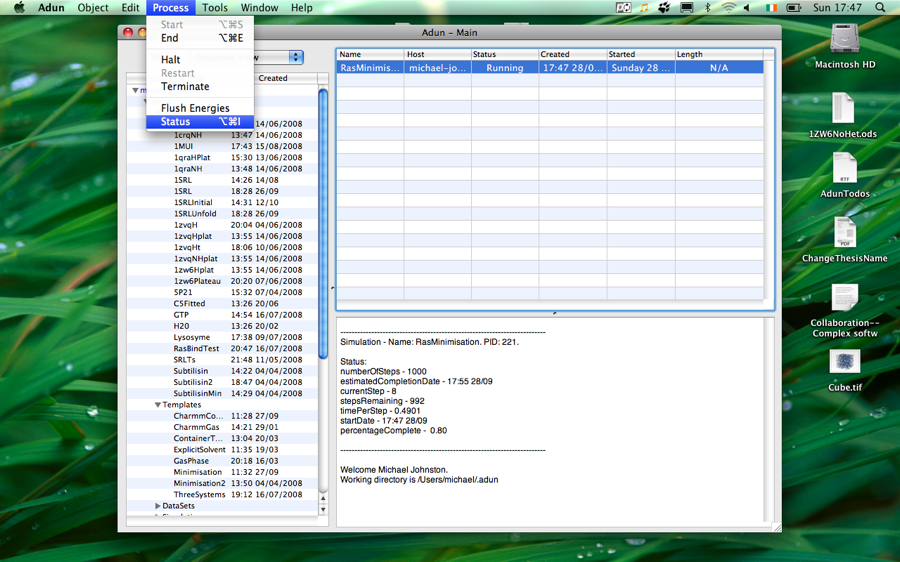 Adun Object Edit Process Tools Window Help
Sun 17:47
Start ⌥⌘S
End ⌥⌘E
Halt
Restart
Terminate
Flush Energies
Status ⌥⌘I
Adun - Main
Created
14/06/2008
1crqNH 13:47 14/06/2008
1MUI 17:43 15/08/2008
1qraHPlat 15:30 13/06/2008
1qraNH 13:48 14/06/2008
1SRL 14:26 14/08
1SRL 18:28 26/09
1SRLInitial 14:31 12/10
1SRLUnfold 18:28 26/09
1zvqH 20:04 04/06/2008
1zvqHplat 13:55 14/06/2008
1zvqHt 18:06 10/06/2008
1zvqNHplat 13:55 14/06/2008
1zw6Hplat 13:55 14/06/2008
1zw6Plateau 20:20 07/06/2008
5P21 15:32 07/04/2008
C5Fitted 13:26 20/06
GTP 14:54 16/07/2008
H20 13:26 20/02
Lysosyme 17:38 09/07/2008
RasBindTest 20:47 16/07/2008
SRLTs 21:48 11/05/2008
Subtilisin 14:22 04/04/2008
Subtilisin2 18:47 04/04/2008
SubtilisinMin 14:29 04/04/2008
Templates
CharmmCo... 11:28 27/09
CharmmGas 14:21 29/01
ContainerT... 13:04 20/03
ExplicitSolvent 11:35 19/03
GasPhase 20:18 16/03
Minimisation 11:32 27/09
Minimisation2 13:50 04/04/2008
ThreeSystems 19:12 16/07/2008
DataSets
Name Host Status Created Started Length
RasMinimis... michael-jo... Running 17:47 28/0... Sunday 28 ... N/A
Simulation - Name: RasMinimisation. PID: 221.
Status:
numberOfSteps - 1000
estimatedCompletionDate - 17:55 28/09
currentStep - 8
stepsRemaining - 992
timePerStep - 0.4901
startDate - 17:47 28/09
percentageComplete - 0.80
Welcome Michael Johnston.
Working directory is /Users/michael/.adun
Macintosh HD
1ZW6NoHet.ods
RTF
AdunTodos
PDF
ChangeThesisName
Collaboration--
Complex softw
Cube.tif